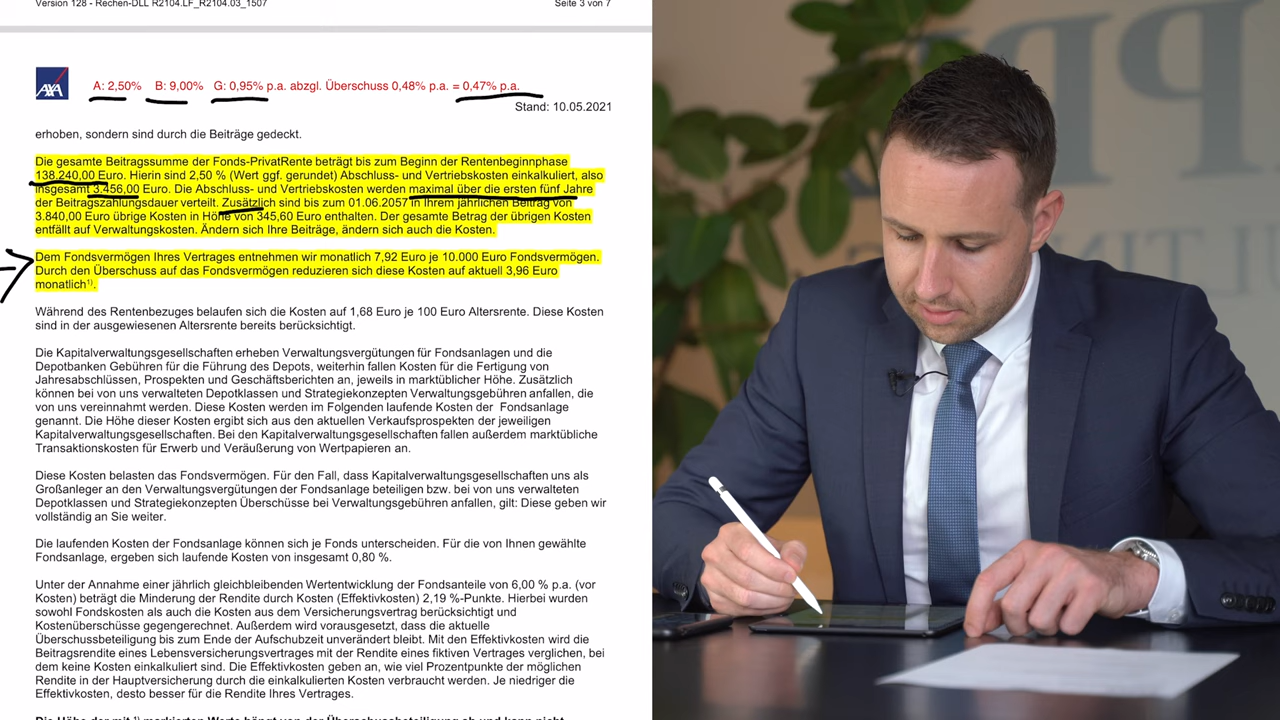 Version 128 - Rechen-DLL R2104.LF_R2104.03_1507
Seite 3 von 7
AXA
A: 2,50% B: 9,00% G: 0,95% p.a. abzgl. Überschuss 0,48% p.a. = 0,47% p.a.
Stand: 10.05.2021
erhoben, sondern sind durch die Beiträge gedeckt.
Die gesamte Beitragssumme der Fonds-PrivatRente beträgt bis zum Beginn der Rentenbeginnphase
138.240,00 Euro. Hierin sind 2,50 % (Wert ggf. gerundet) Abschluss- und Vertriebskosten einkalkuliert, also
insgesamt 3.456,00 Euro. Die Abschluss- und Vertriebskosten werden maximal über die ersten fünf Jahre
der Beitragszahlungsdauer verteilt. Zusätzlich sind bis zum 01.06.2057 in Ihrem jährlichen Beitrag von
3.840,00 Euro übrige Kosten in Höhe von 345,60 Euro enthalten. Der gesamte Betrag der übrigen Kosten
entfällt auf Verwaltungskosten. Ändern sich Ihre Beiträge, ändern sich auch die Kosten.
Dem Fondsvermögen Ihres Vertrages entnehmen wir monatlich 7,92 Euro je 10.000 Euro Fondsvermögen.
Durch den Überschuss auf das Fondsvermögen reduzieren sich diese Kosten auf aktuell 3,96 Euro
monatlich¹⁾.
Während des Rentenbezuges belaufen sich die Kosten auf 1,68 Euro je 100 Euro Altersrente. Diese Kosten
sind in der ausgewiesenen Altersrente bereits berücksichtigt.
Die Kapitalverwaltungsgesellschaften erheben Verwaltungsvergütungen für Fondsanlagen und die
Depotbanken Gebühren für die Führung des Depots, weiterhin fallen Kosten für die Fertigung von
Jahresabschlüssen, Prospekten und Geschäftsberichten an, jeweils in marktüblicher Höhe. Zusätzlich
können bei von uns verwalteten Depotklassen und Strategiekonzepten Verwaltungsgebühren anfallen, die
von uns vereinnahmt werden. Diese Kosten werden im Folgenden laufende Kosten der Fondsanlage
genannt. Die Höhe dieser Kosten ergibt sich aus den aktuellen Verkaufsprospekten der jeweiligen
Kapitalverwaltungsgesellschaften. Bei den Kapitalverwaltungsgesellschaften fallen außerdem marktübliche
Transaktionskosten für Erwerb und Veräußerung von Wertpapieren an.
Diese Kosten belasten das Fondsvermögen. Für den Fall, dass Kapitalverwaltungsgesellschaften uns als
Großanleger an den Verwaltungsvergütungen der Fondsanlage beteiligen bzw. bei von uns verwalteten
Depotklassen und Strategiekonzepten Überschüsse bei Verwaltungsgebühren anfallen, gilt: Diese geben wir
vollständig an Sie weiter.
Die laufenden Kosten der Fondsanlage können sich je Fonds unterscheiden. Für die von Ihnen gewählte
Fondsanlage, ergeben sich laufende Kosten von insgesamt 0,80 %.
Unter der Annahme einer jährlich gleichbleibenden Wertentwicklung der Fondsanteile von 6,00 % p.a. (vor
Kosten) beträgt die Minderung der Rendite durch Kosten (Effektivkosten) 2,19 %-Punkte. Hierbei wurden
sowohl Fondskosten als auch die Kosten aus dem Versicherungsvertrag berücksichtigt und
Kostenüberschüsse gegengerechnet. Außerdem wird vorausgesetzt, dass die aktuelle
Überschussbeteiligung bis zum Ende der Aufschubzeit unverändert bleibt. Mit den Effektivkosten wird die
Beitragsrendite eines Lebensversicherungsvertrages mit der Rendite eines fiktiven Vertrages verglichen, bei
dem keine Kosten einkalkuliert sind. Die Effektivkosten geben an, wie viel Prozentpunkte der möglichen
Rendite in der Hauptversicherung durch die einkalkulierten Kosten verbraucht werden. Je niedriger die
Effektivkosten, desto besser für die Rendite Ihres Vertrages.
Die Höhe der mit ¹⁾ markierten Werte hängt von der Überschussbeteiligung ab und kann nicht